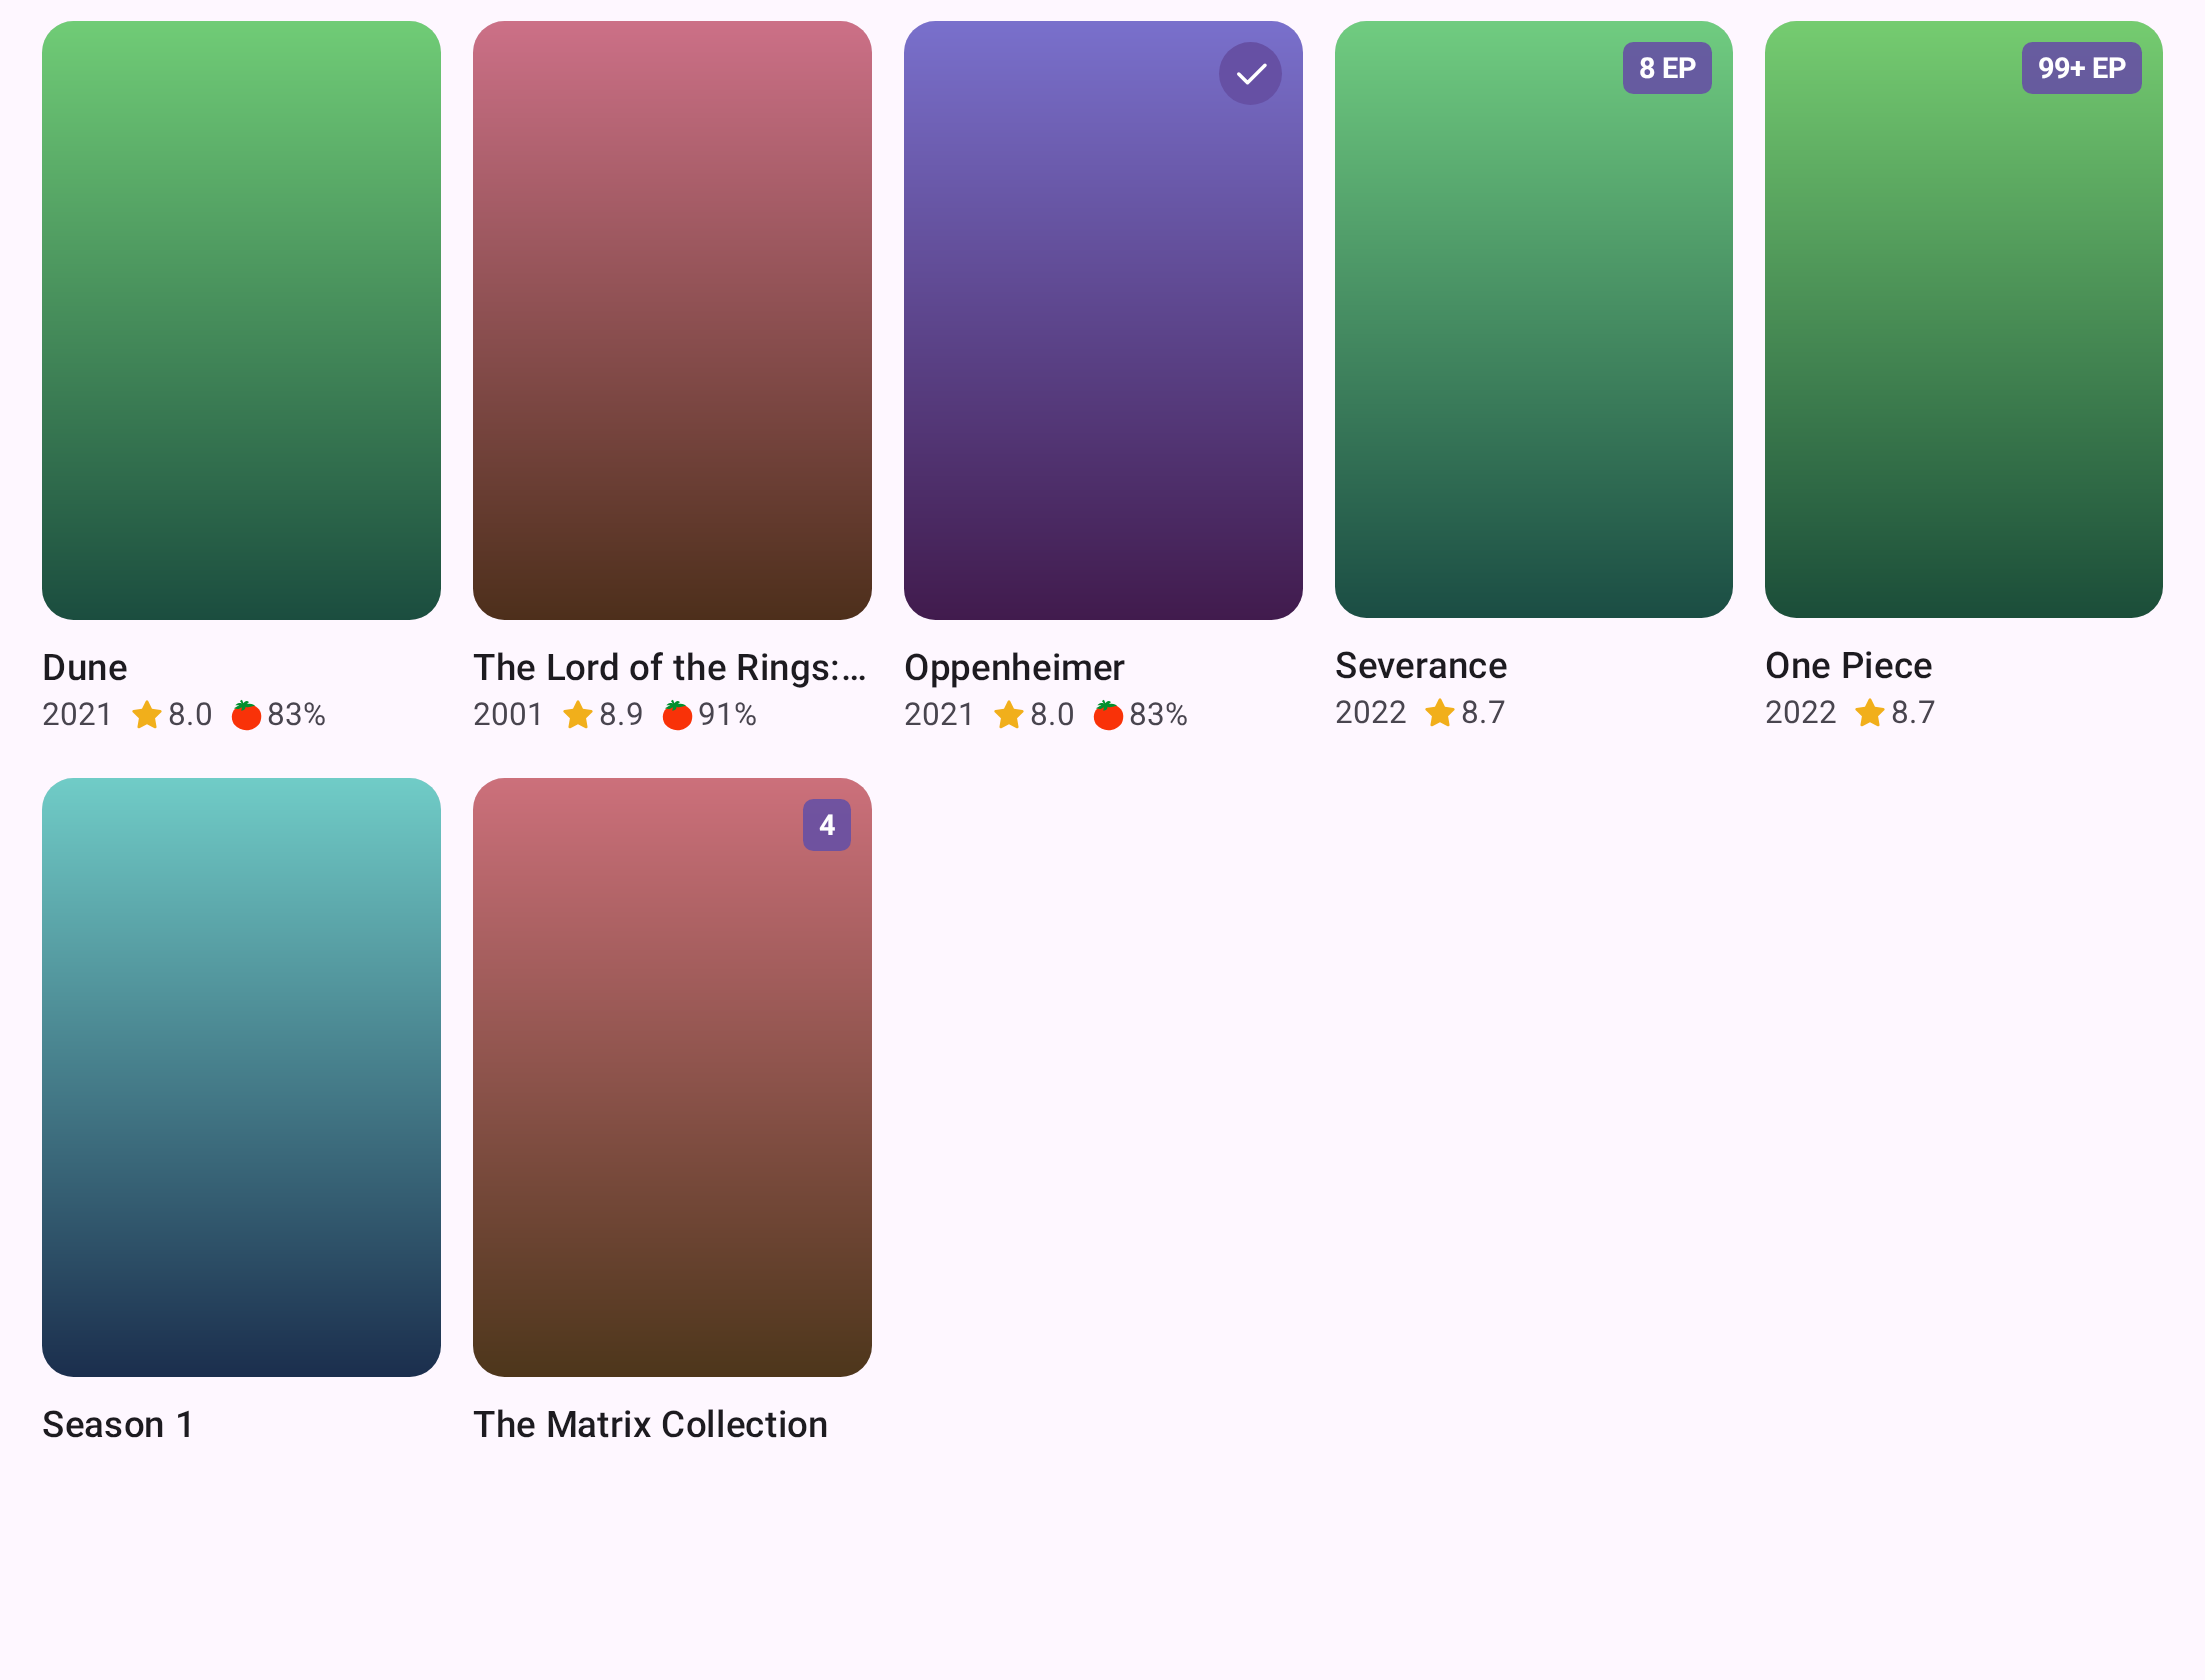 8 EP
99+ EP
Dune
2021 8.0 83%
The Lord of the Rings:...
2001 8.9 91%
Oppenheimer
2021 8.0 83%
Severance
2022 8.7
One Piece
2022 8.7
4
Season 1
The Matrix Collection